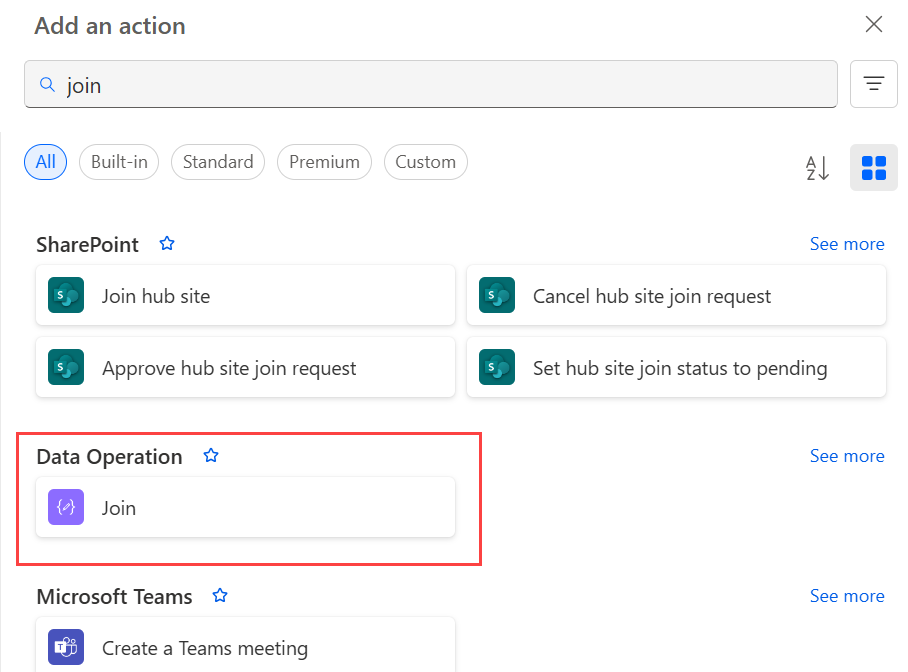 Add an action
join
All Built-in Standard Premium Custom
A
Z
SharePoint See more
S Join hub site S Cancel hub site join request
S Approve hub site join request S Set hub site join status to pending
Data Operation See more
Join
Microsoft Teams See more
T Create a Teams meeting